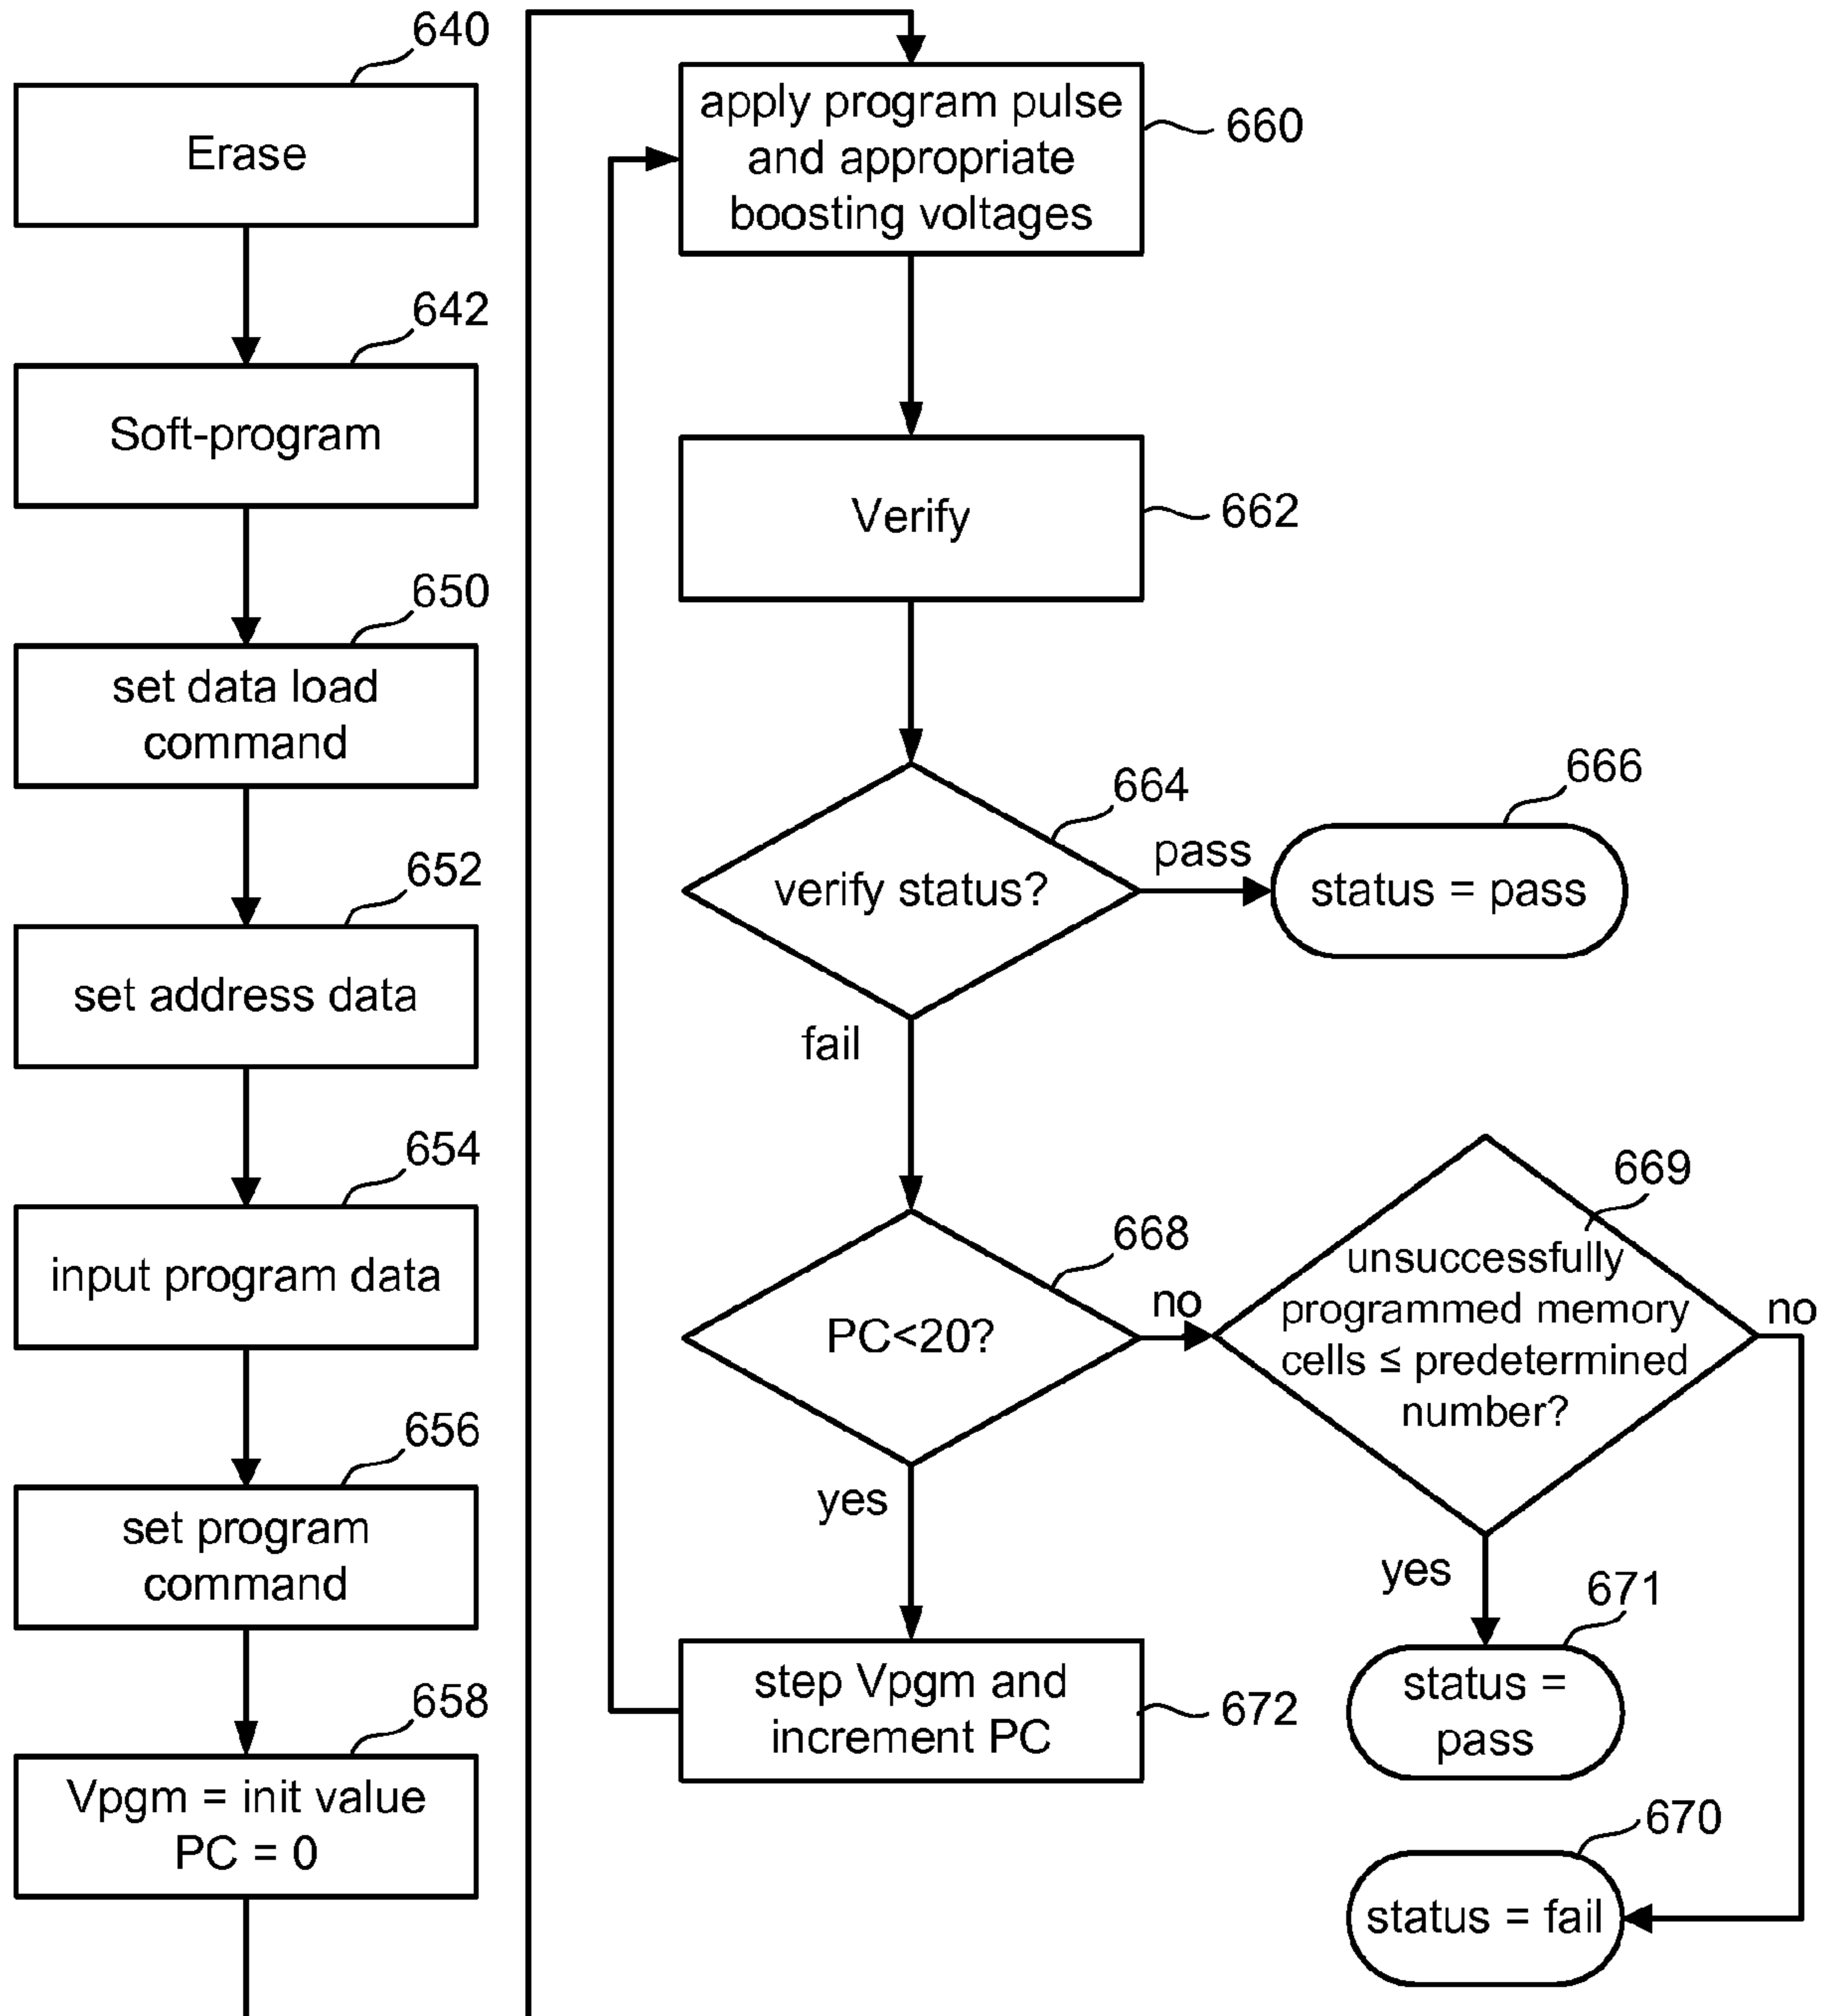 640
Erase
642
Soft-program
650
set data load
command
652
set address data
654
input program data
656
set program
command
658
Vpgm = init value
PC = 0
apply program pulse
and appropriate
boosting voltages
660
Verify
662
664
verify status?
pass
666
status = pass
fail
668
PC<20?
no
669
unsuccessfully
programmed memory
cells ≤ predetermined
number?
no
yes
671
status =
pass
670
status = fail
yes
step Vpgm and
increment PC
672